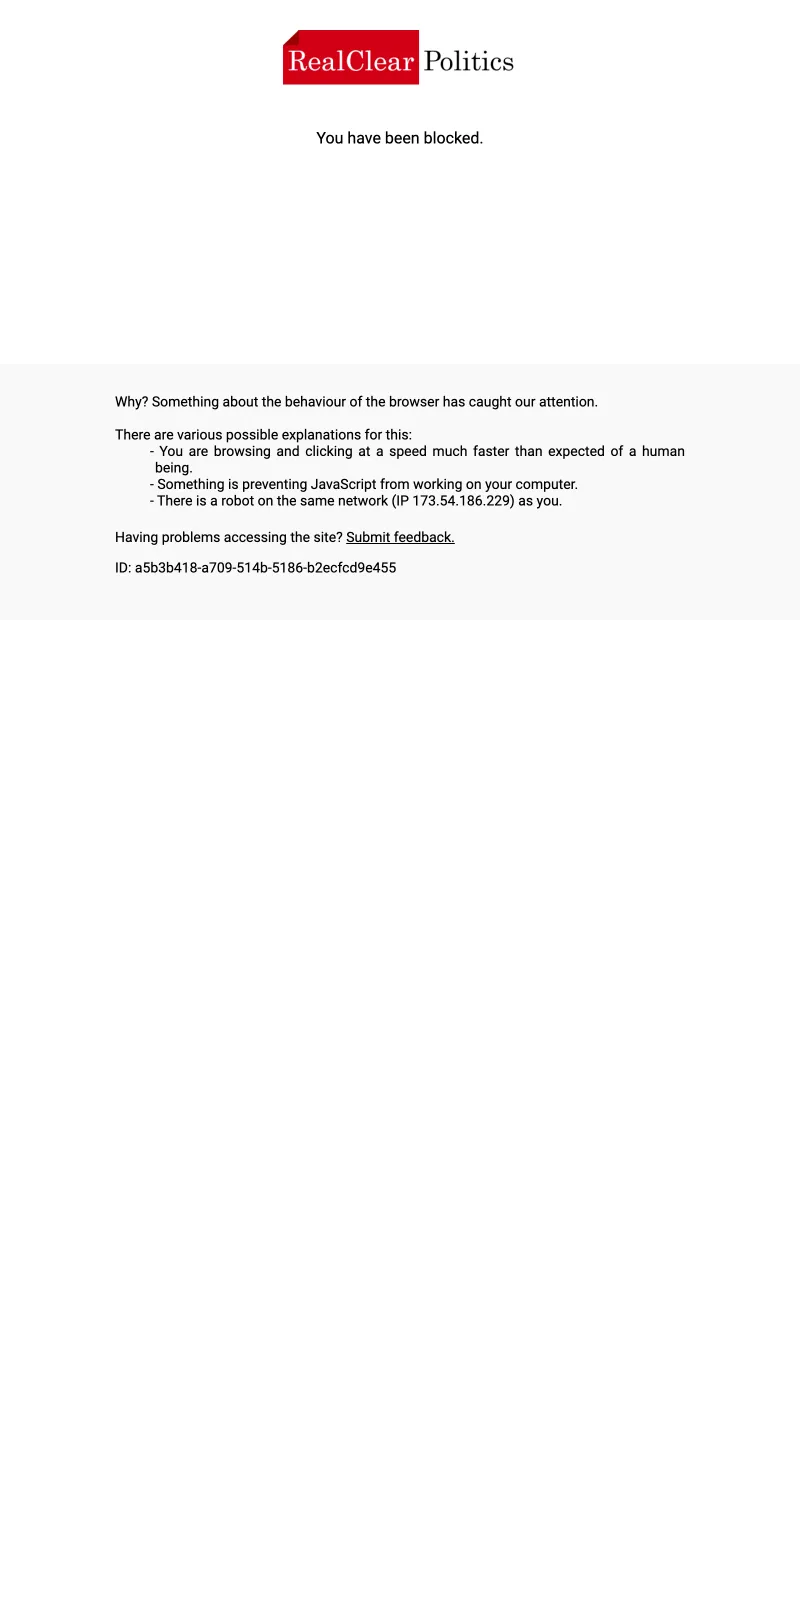 RealClear Politics
You have been blocked.
Why? Something about the behaviour of the browser has caught our attention.
There are various possible explanations for this:
- You are browsing and clicking at a speed much faster than expected of a human
being.
- Something is preventing JavaScript from working on your computer.
- There is a robot on the same network (IP 173.54.186.229) as you.
Having problems accessing the site? Submit feedback.
ID: a5b3b418-a709-514b-5186-b2ecfcd9e455